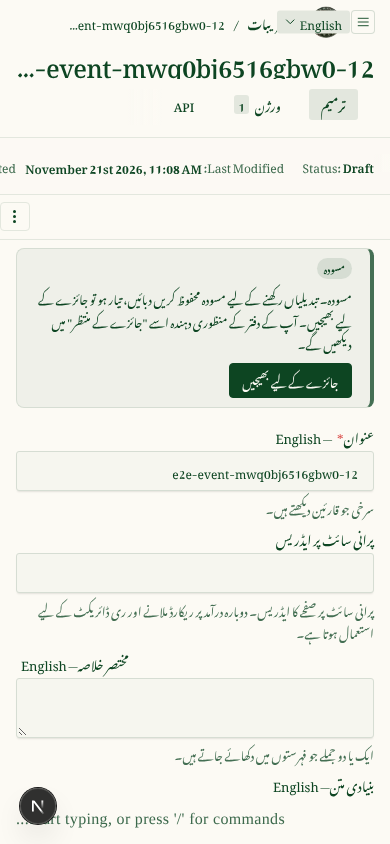 English
...ent-mwq0bj6516gbw0-12 / ریبات
...-event-mwq0bj6516gbw0-12
ترمیم ورژن 1 API
Status: Draft Last Modified: November 21st 2026, 11:08 AM ted
مسودہ
مسودہ۔ تبدیلیاں رکھنے کے لیے مسودہ محفوظ کریں دبائیں، تیار ہو تو جائزے کے
لیے بھیجیں۔ آپ کے دفتر کے منظوری دہندہ اسے "جائزے کے منتظر" میں
دیکھیں گے۔
جائزے کے لیے بھیجیں
عنوان* — English
e2e-event-mwq0bj6516gbw0-12
سرخی جو قارئین دیکھتے ہیں۔
پرانی سائٹ پر ایڈریس
پرانی سائٹ پر صفحے کا ایڈریس۔ دوبارہ درآمد پر ریکارڈ ملانے اور ری ڈائریکٹ کے لیے
استعمال ہوتا ہے۔
مختصر خلاصہ — English
ایک یا دو جملے جو فہرستوں میں دکھائے جاتے ہیں۔
بنیادی متن — English
N
...rt typing, or press '/' for commands